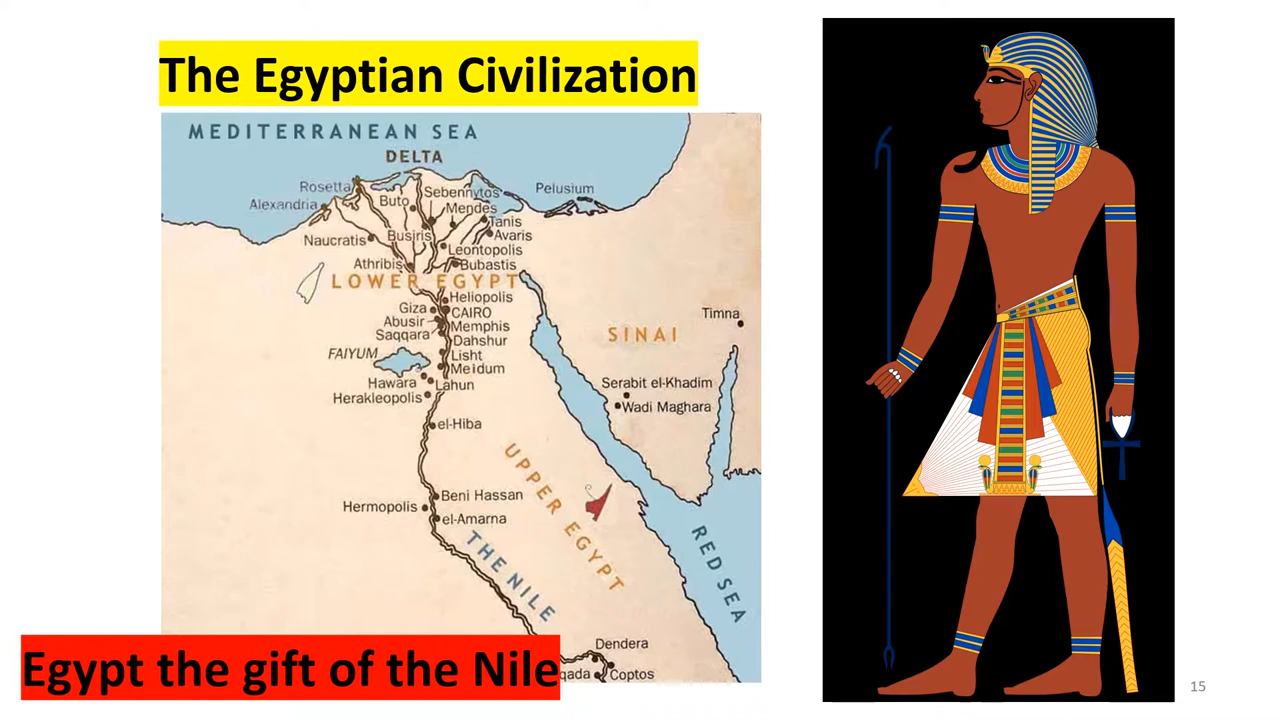 The Egyptian Civilization
MEDITERRANEAN SEA
DELTA
Rosetta
Alexandria
Buto
Sebennytos
Pelusium
Mendes
Tanis
Naucratis
Busiris
Avaris
Leontopolis
Athribis
Bubastis
LOWER EGYPT
Heliopolis
Giza
CAIRO
Abusir
Memphis
Saqqara
Dahshur
FAIYUM
Lisht
Meidum
Hawara
Lahun
Herakleopolis
SINAI
Timna
Serabit el-Khadim
Wadi Maghara
el-Hiba
UPPER EGYPT
Beni Hassan
Hermopolis
el-Amarna
THE NILE
RED SEA
Dendera
Coptos
Egypt the gift of the Nile
15